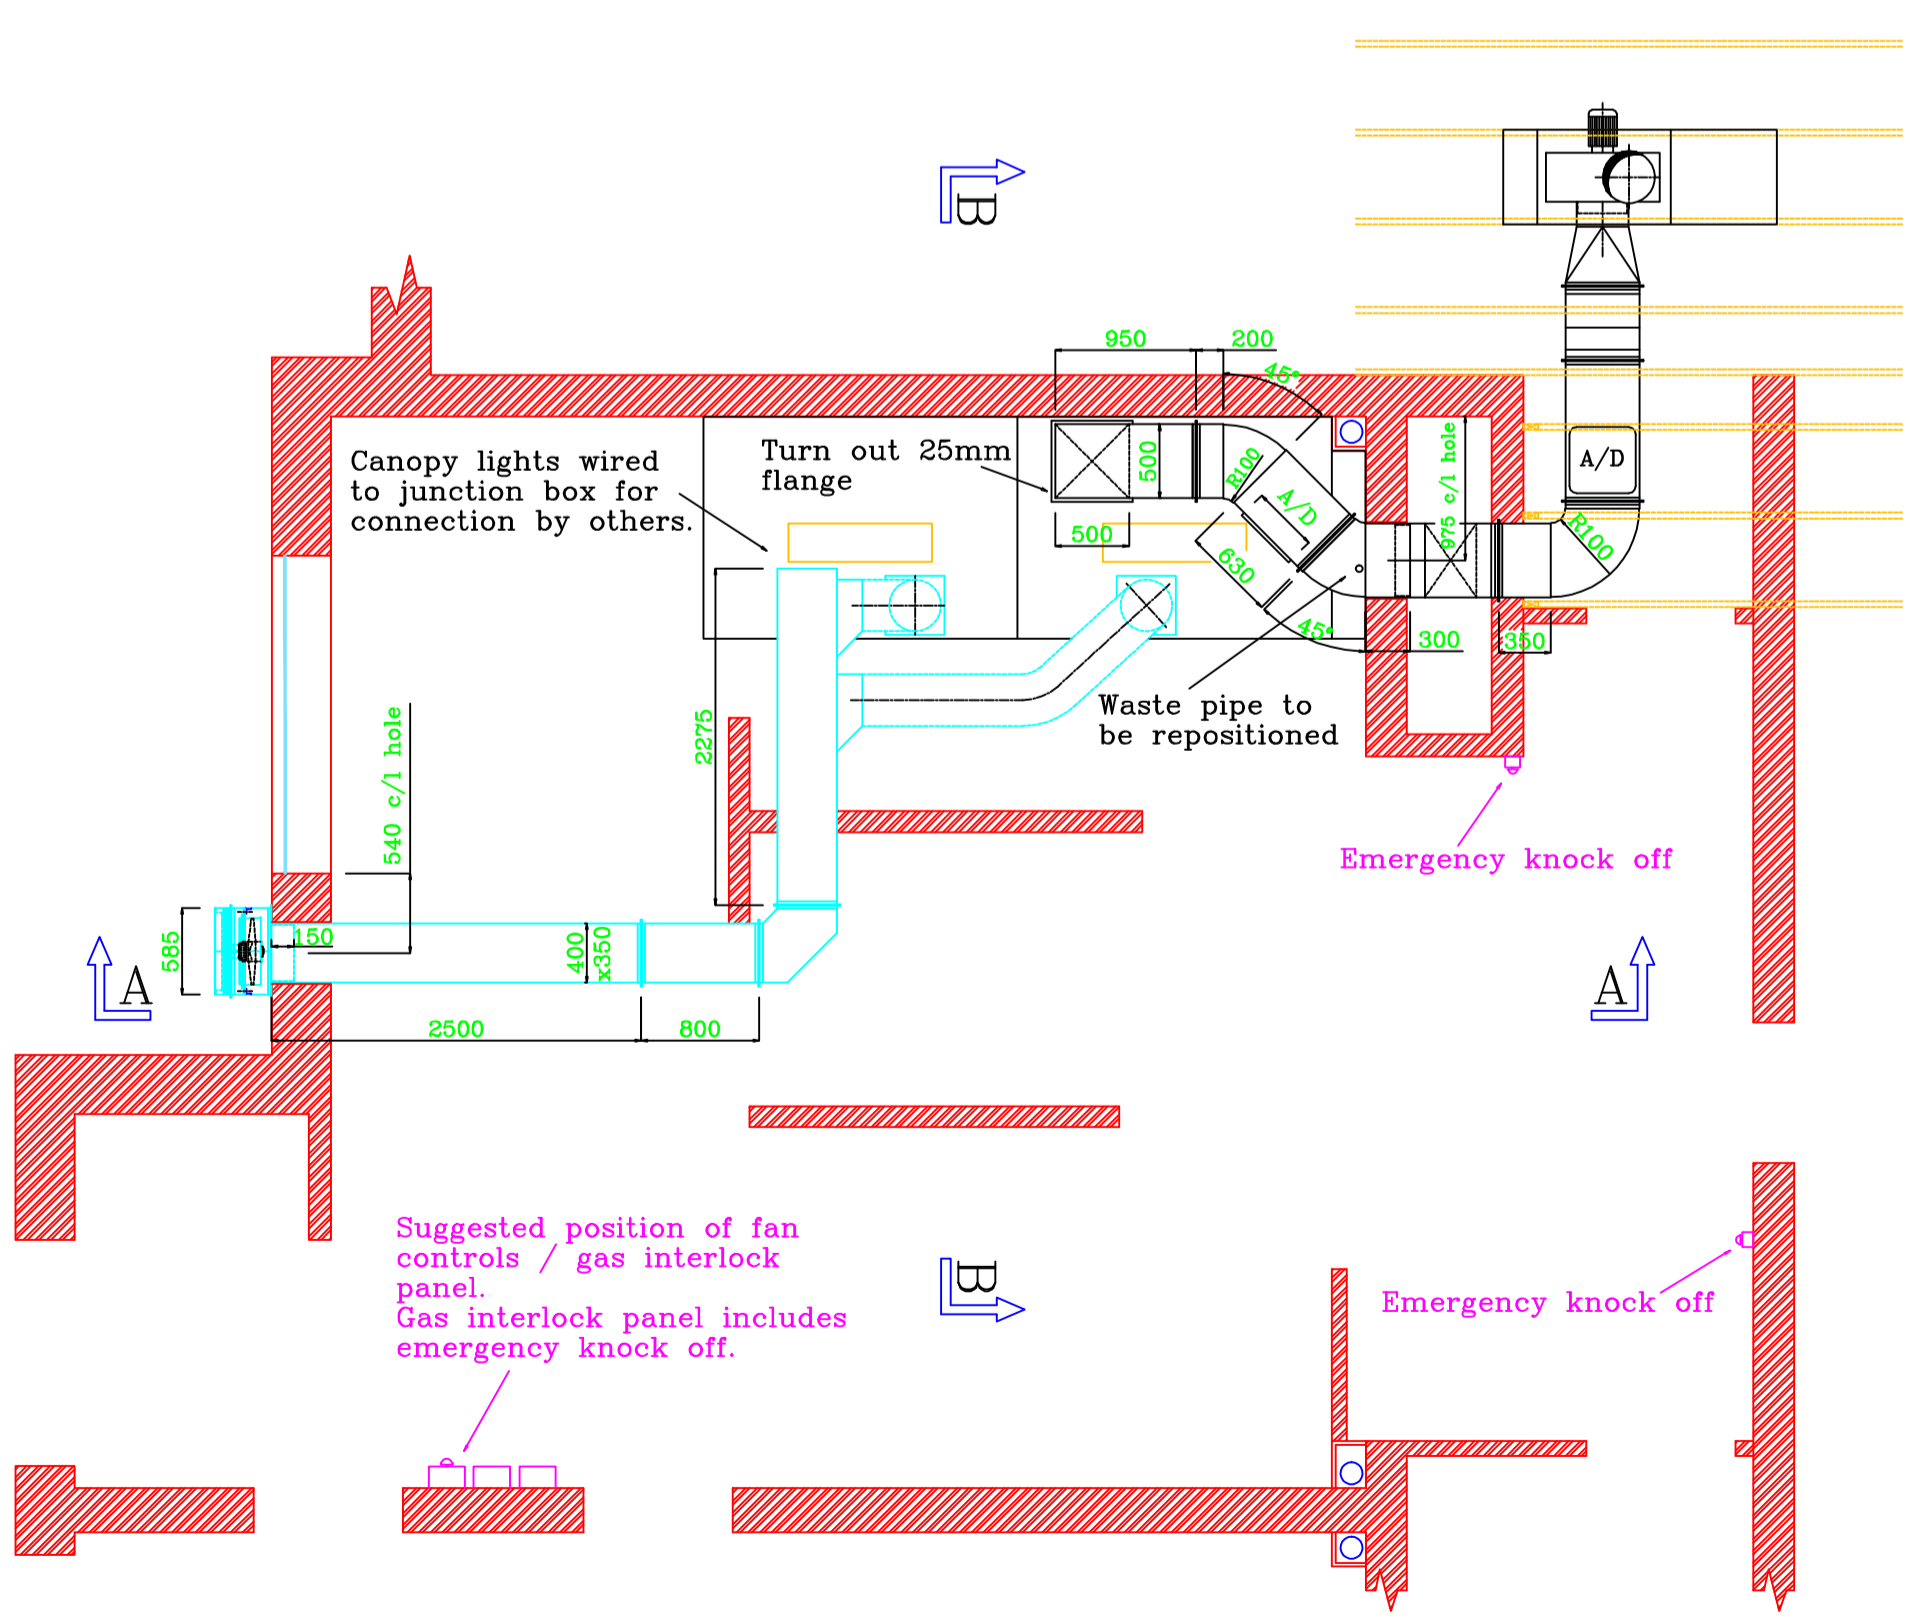 B
950
200
45°
Canopy lights wired
to junction box for
connection by others.
Turn out 25mm
flange
500
500
R100
A/D
630
45°
975 c/l hole
A/D
R100
300
350
Waste pipe to
be repositioned
2275
540 c/l hole
Emergency knock off
585
150
400
x350
A
A
2500
800
Suggested position of fan
controls / gas interlock
panel.
Gas interlock panel includes
emergency knock off.
B
Emergency knock off